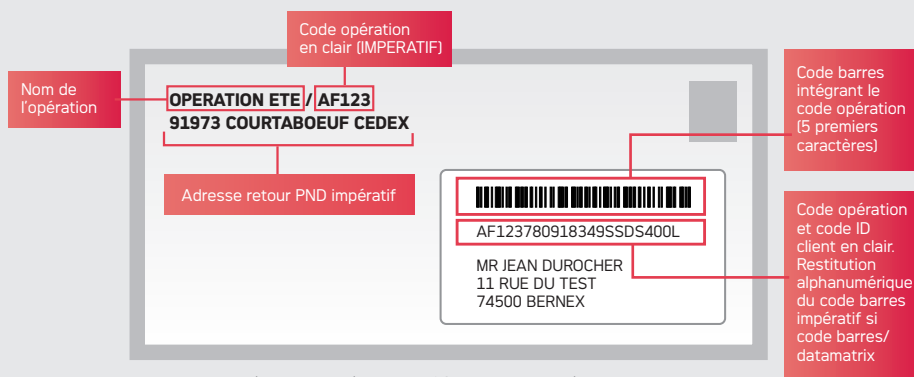 Code opération
en clair (IMPERATIF)
Nom de
l'opération
OPERATION ETE / AF123
91973 COURTABOEUF CEDEX
Adresse retour PND impératif
Code barres
intégrant le
code opération
(5 premiers
caractères)
AF123780918349SSDS400L
MR JEAN DUROCHER
11 RUE DU TEST
74500 BERNEX
Code opération
et code ID
client en clair.
Restitution
alphanumérique
du code barres
impératif si
code barres/
datamatrix